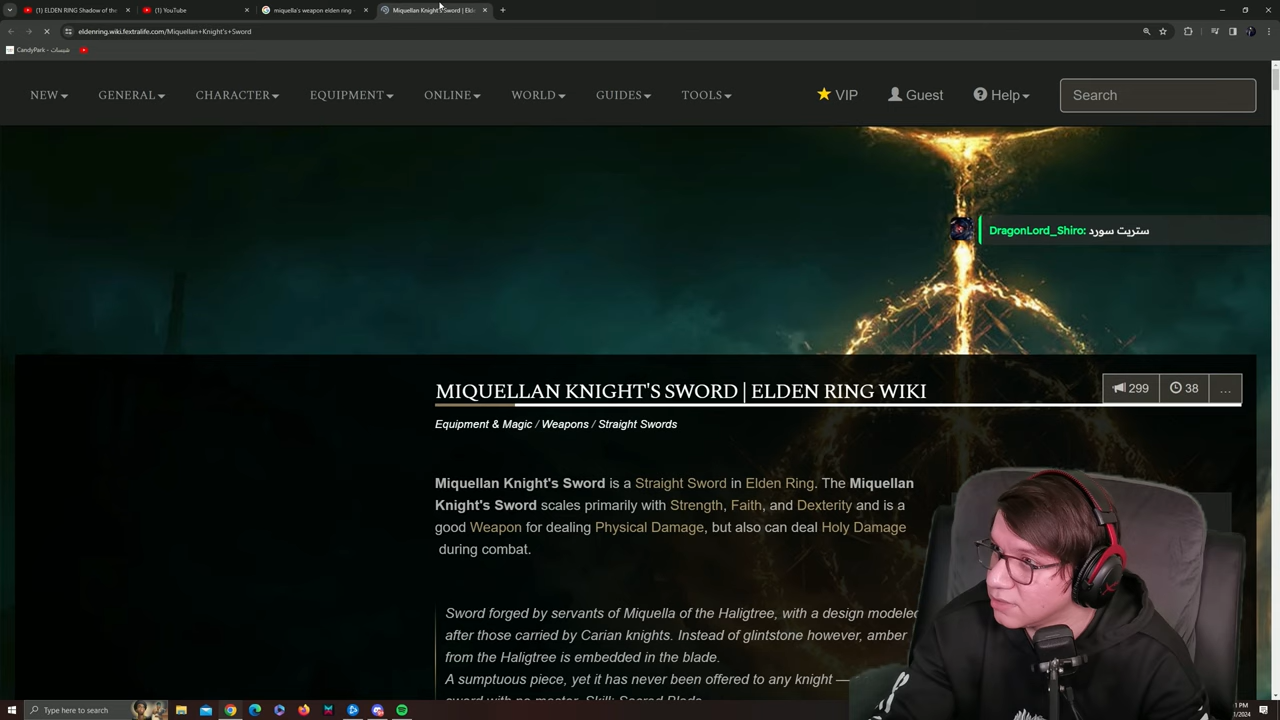 (1) ELDEN RING Shadow of the
(1) YouTube
miquella's weapon elden ring -
Miquellan Knight's Sword | Elde
eldenring.wiki.fextralife.com/Miquellan+Knight's+Sword
CandyPark - شبسات
NEW GENERAL CHARACTER EQUIPMENT ONLINE WORLD GUIDES TOOLS VIP Guest Help Search
DragonLord_Shiro: ستريت سورد
MIQUELLAN KNIGHT'S SWORD | ELDEN RING WIKI
299 38 ...
Equipment & Magic / Weapons / Straight Swords
Miquellan Knight's Sword is a Straight Sword in Elden Ring. The Miquellan
Knight's Sword scales primarily with Strength, Faith, and Dexterity and is a
good Weapon for dealing Physical Damage, but also can deal Holy Damage
during combat.
Sword forged by servants of Miquella of the Haligtree, with a design modeled
after those carried by Carian knights. Instead of glintstone however, amber
from the Haligtree is embedded in the blade.
A sumptuous piece, yet it has never been offered to any knight —
sword with no master. Skill: Sacred Blade
Type here to search